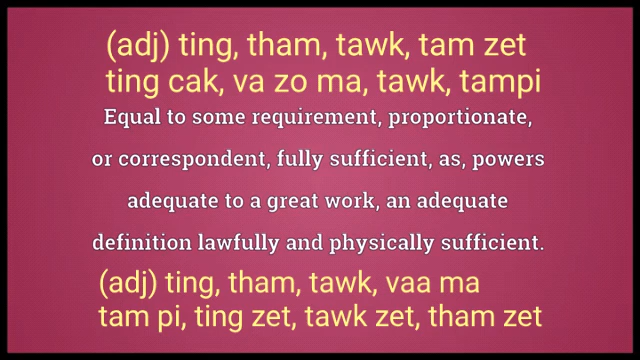 (adj) ting, tham, tawk, tam zet
ting cak, va zo ma, tawk, tampi
Equal to some requirement, proportionate,
or correspondent, fully sufficient, as, powers
adequate to a great work, an adequate
definition lawfully and physically sufficient.
(adj) ting, tham, tawk, vaa ma
tam pi, ting zet, tawk zet, tham zet